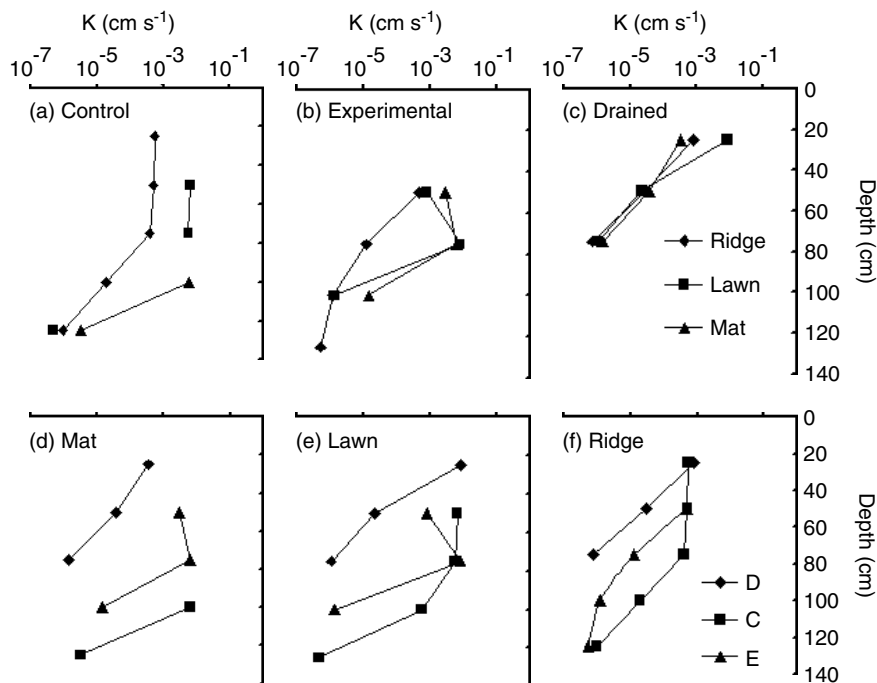 K (cm s⁻¹) K (cm s⁻¹) K (cm s⁻¹)
10⁻⁷ 10⁻⁵ 10⁻³ 10⁻¹ 10⁻⁷ 10⁻⁵ 10⁻³ 10⁻¹ 10⁻⁷ 10⁻⁵ 10⁻³ 10⁻¹
(a) Control
(b) Experimental
(c) Drained
Ridge
Lawn
Mat
0
20
40
60
80
100
120
140
Depth (cm)
(d) Mat
(e) Lawn
(f) Ridge
D
C
E
0
20
40
60
80
100
120
140
Depth (cm)